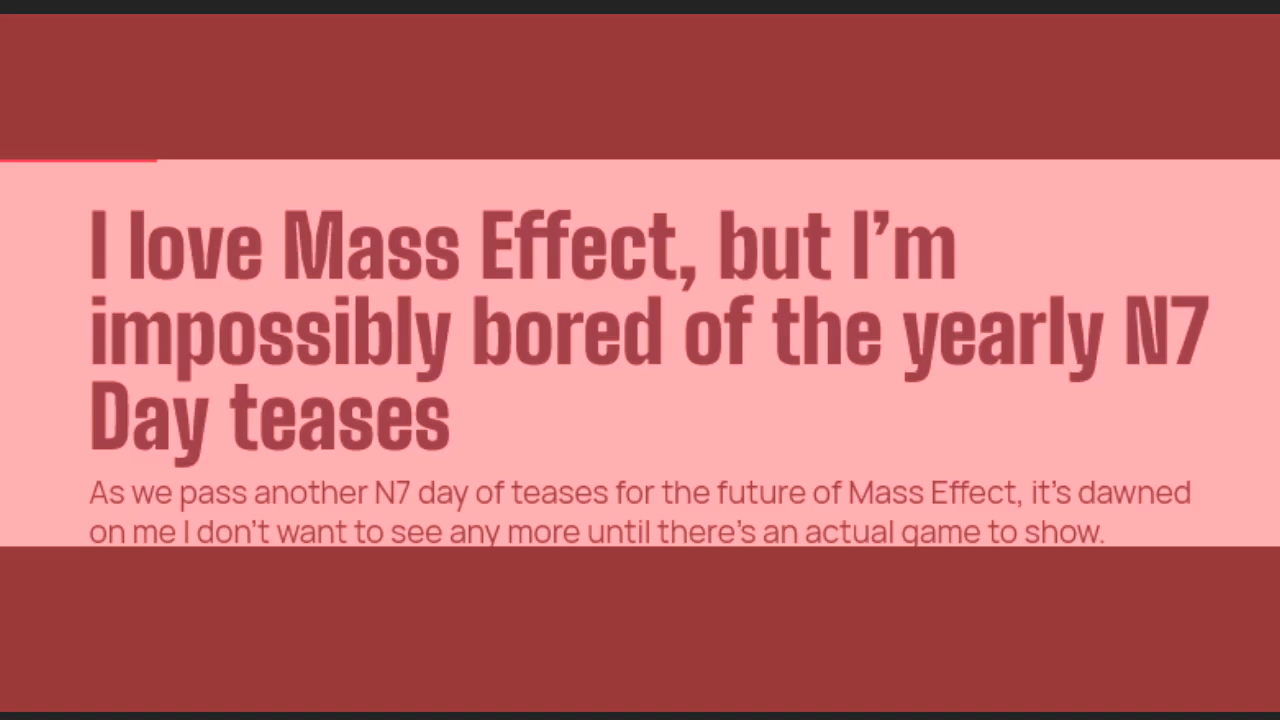 I love Mass Effect, but I’m
impossibly bored of the yearly N7
Day teases
As we pass another N7 day of teases for the future of Mass Effect, it’s dawned
on me I don’t want to see any more until there’s an actual game to show.